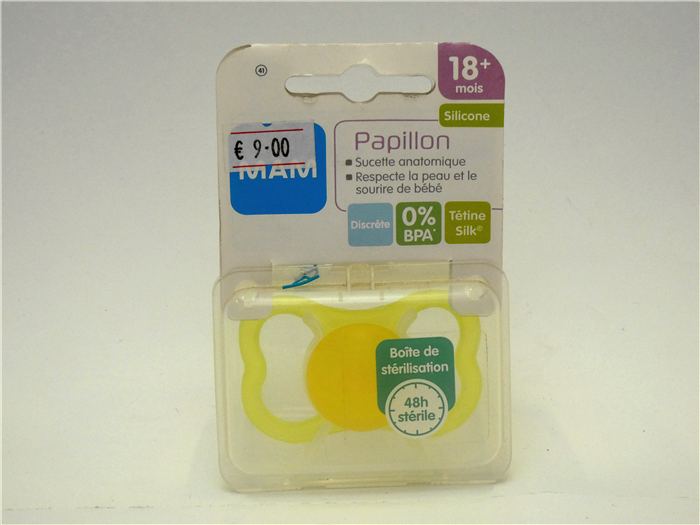 41
18+
mois
Silicone
€ 9.00
MAM
Papillon
▪ Sucette anatomique
▪ Respecte la peau et le
sourire de bébé
Discrète
0%
BPA*
Tétine
Silk®
Boîte de
stérilisation
48h
stérile